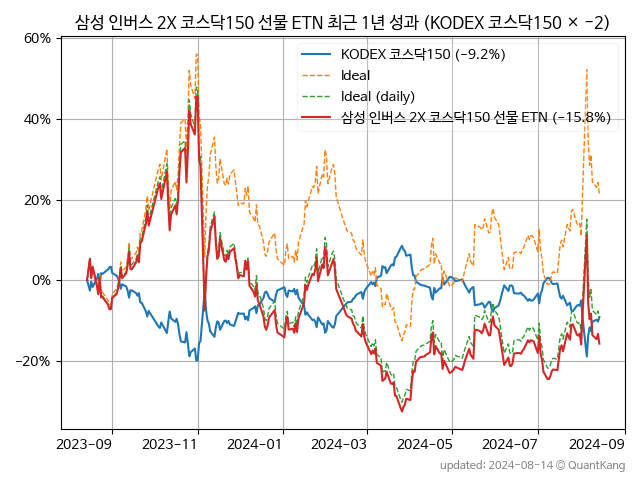 삼성 인버스 2X 코스닥150 선물 ETN 최근 1년 성과 (KODEX 코스닥150 × −2)
60%
40%
20%
0%
−20%
KODEX 코스닥150 (−9.2%)
Ideal
Ideal (daily)
삼성 인버스 2X 코스닥150 선물 ETN (−15.8%)
2023−09
2023−11
2024−01
2024−03
2024−05
2024−07
2024−09
updated: 2024−08−14 © QuantKang